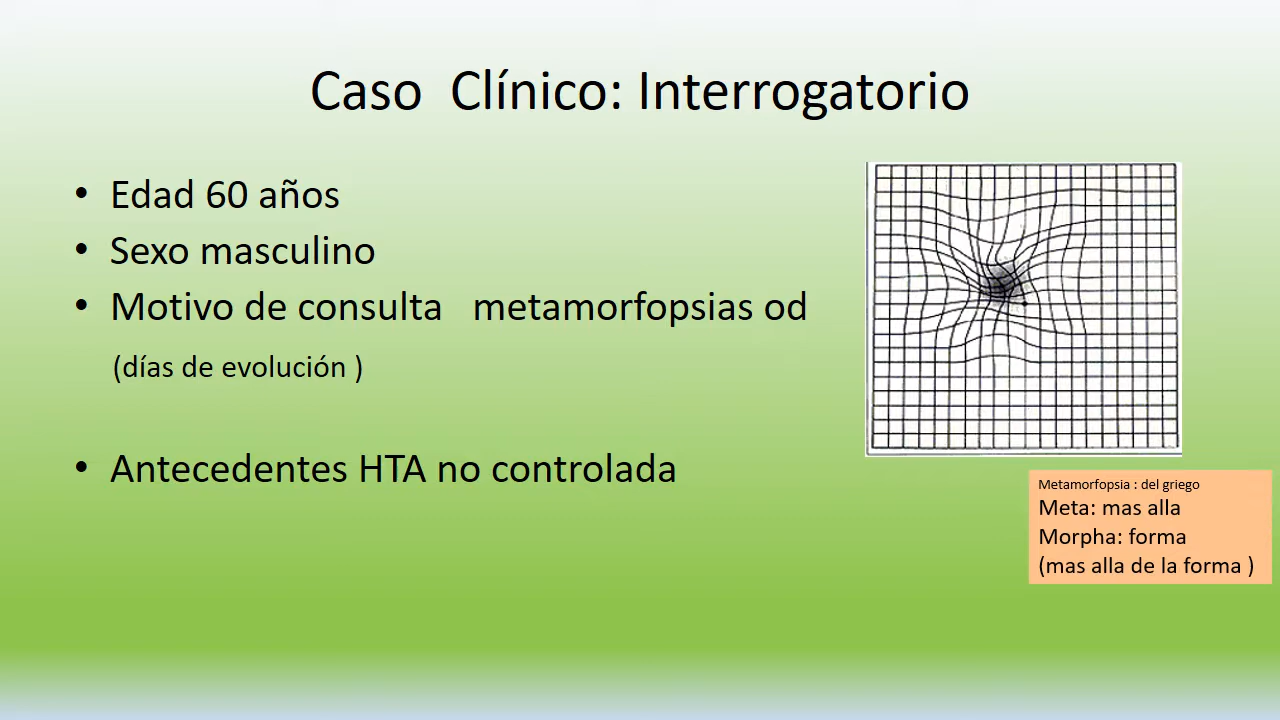 Caso  Clínico: Interrogatorio
• Edad 60 años
• Sexo masculino
• Motivo de consulta   metamorfopsias od
(días de evolución )
• Antecedentes HTA no controlada
Metamorfopsia : del griego
Meta: mas alla
Morpha: forma
(mas alla de la forma )